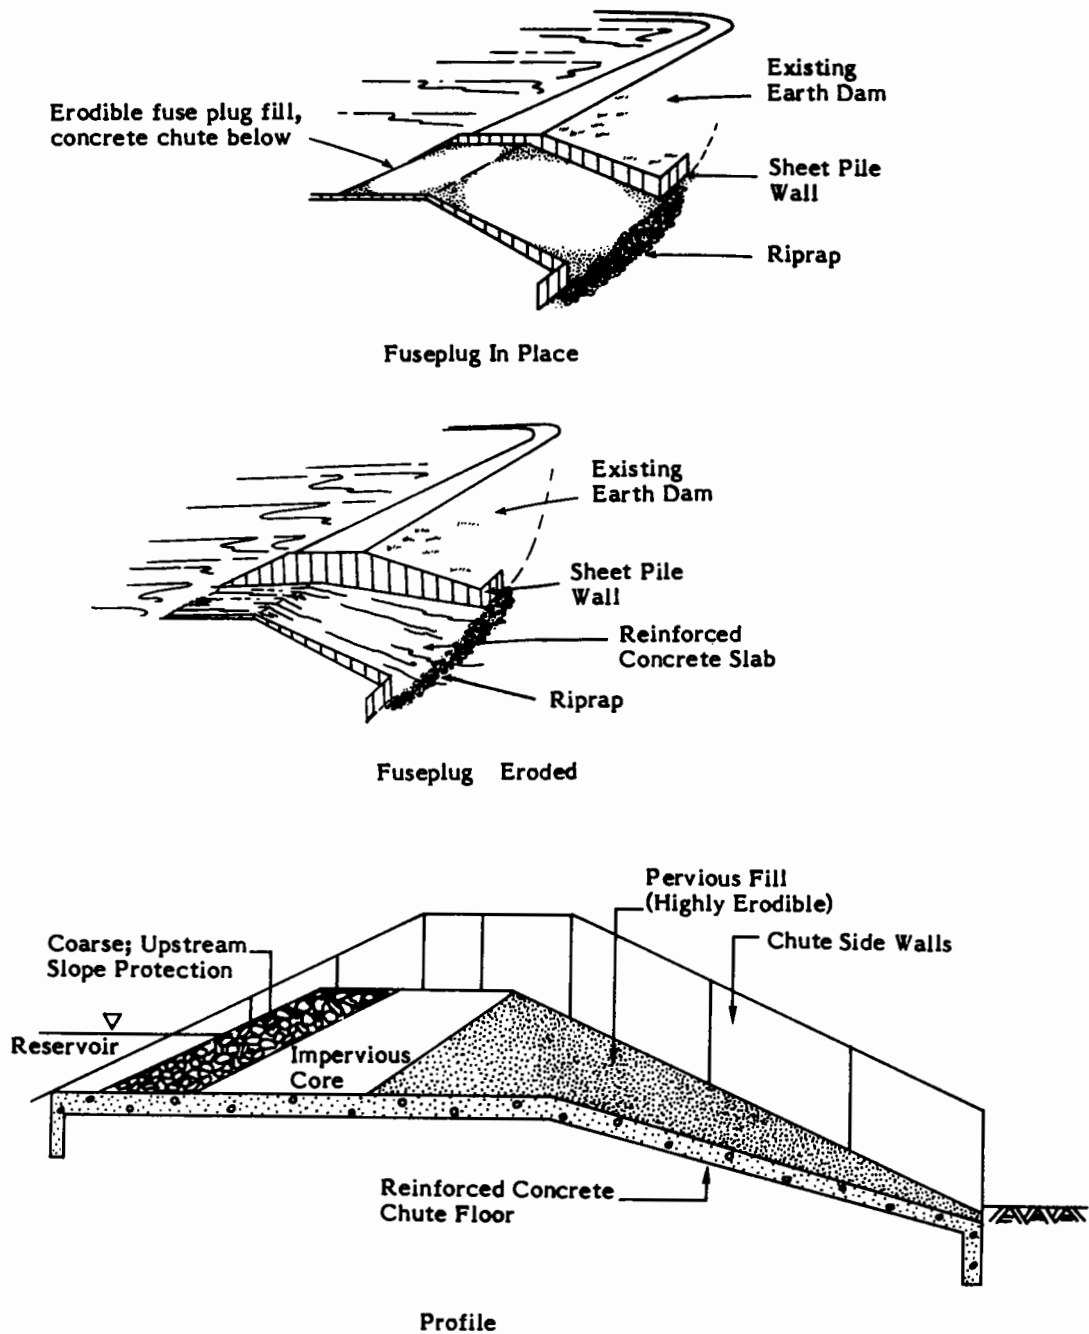 Existing
Earth Dam
Erodible fuse plug fill,
concrete chute below
Sheet Pile
Wall
Riprap
Fuseplug In Place
Existing
Earth Dam
Sheet Pile
Wall
Reinforced
Concrete Slab
Riprap
Fuseplug Eroded
Pervious Fill
(Highly Erodible)
Coarse; Upstream
Slope Protection
Chute Side Walls
Reservoir
Impervious
Core
Reinforced Concrete
Chute Floor
Profile